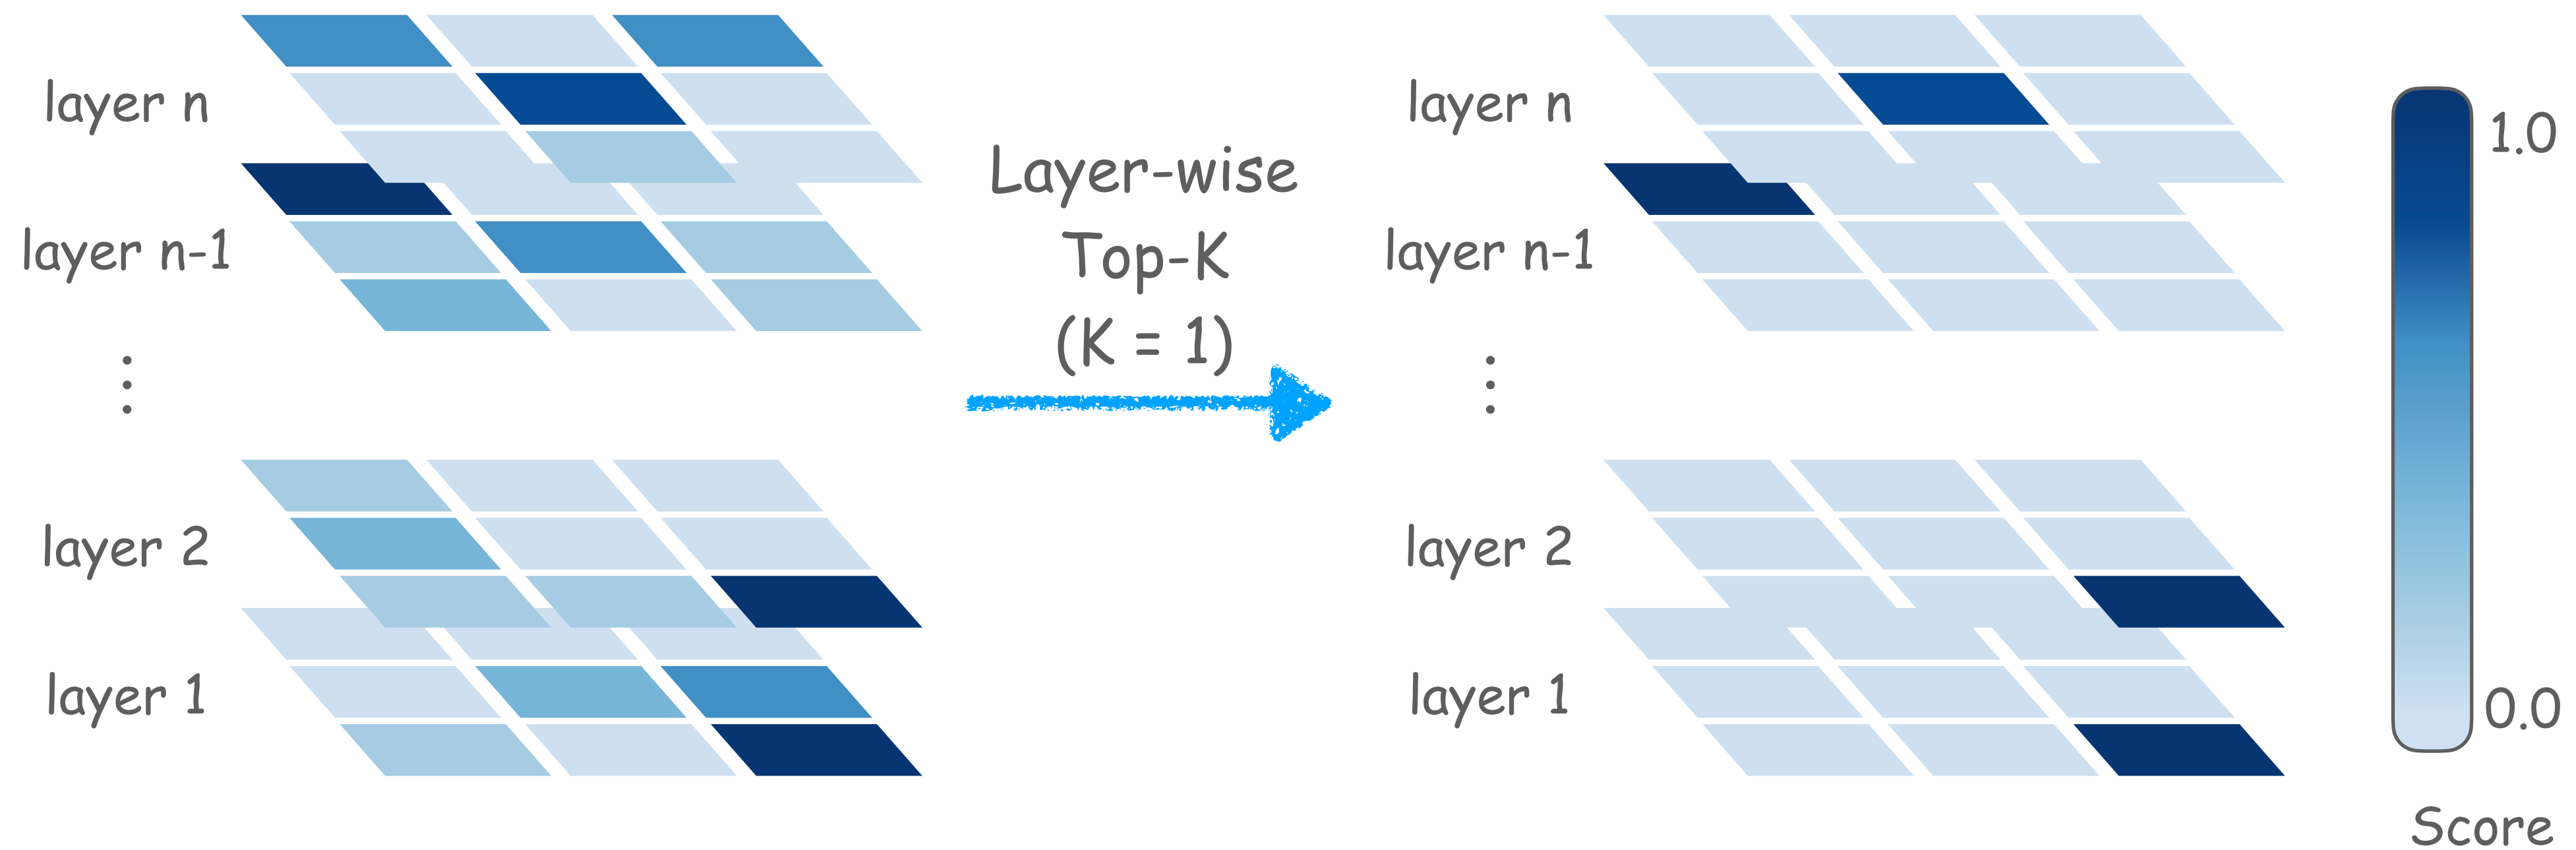 layer n
layer n-1
⋮
layer 2
layer 1
Layer-wise
Top-K
(K = 1)
layer n
layer n-1
⋮
layer 2
layer 1
1.0
0.0
Score